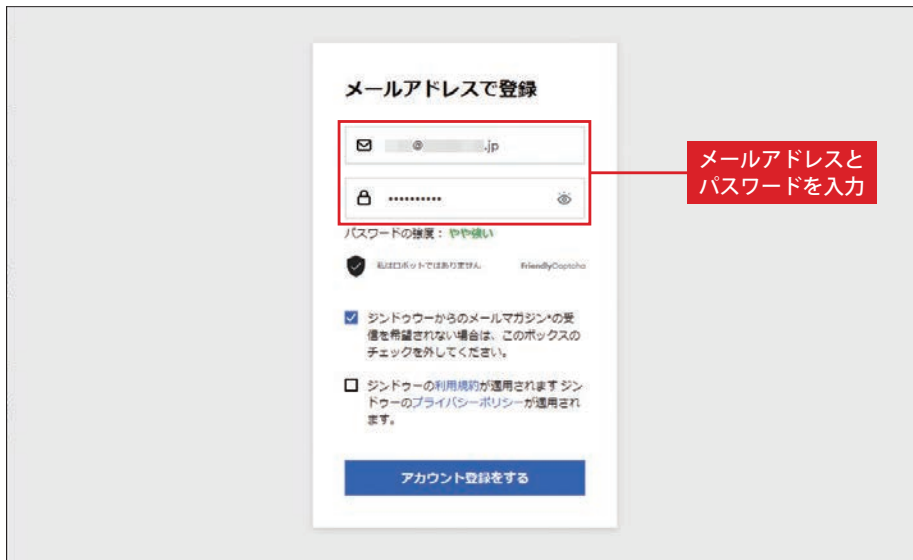 メールアドレスで登録
@ .jp
••••••••••
メールアドレスと
パスワードを入力
パスワードの強度： やや強い
私はロボットではありません FriendlyCaptcha
ジンドゥウーからのメールマガジン*の受
信を希望されない場合は、このボックスの
チェックを外してください。
ジンドゥーの利用規約が適用されます ジン
ドゥーのプライバシーポリシーが適用され
ます。
アカウント登録をする